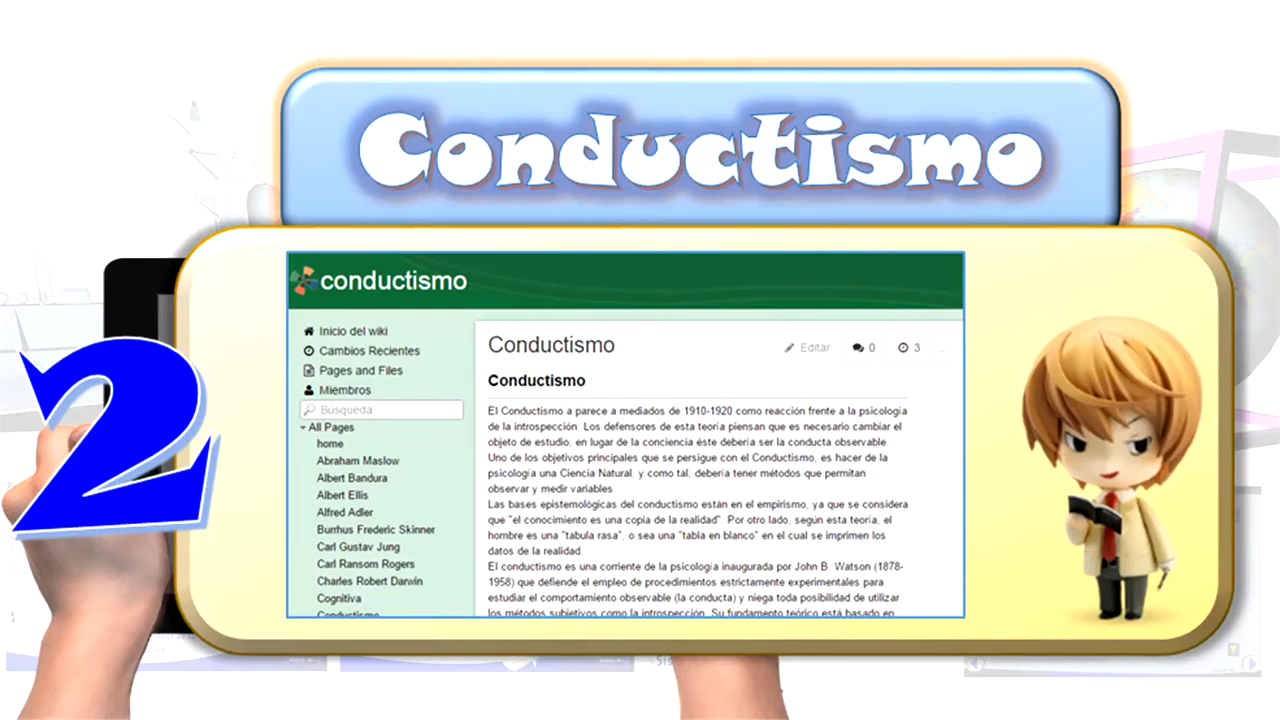 Conductismo
2
conductismo
Inicio del wiki
Cambios Recientes
Pages and Files
Miembros
Búsqueda
All Pages
home
Abraham Maslow
Albert Bandura
Albert Ellis
Alfred Adler
Burrhus Frederic Skinner
Carl Gustav Jung
Carl Ransom Rogers
Charles Robert Darwin
Cognitiva
Conductismo
Conductismo
Editar
0
3
...
Conductismo
El Conductismo a parece a mediados de 1910-1920 como reacción frente a la psicología
de la introspección. Los defensores de esta teoría piensan que es necesario cambiar el
objeto de estudio, en lugar de la conciencia éste debería ser la conducta observable.
Uno de los objetivos principales que se persigue con el Conductismo, es hacer de la
psicología una Ciencia Natural, y como tal, debería tener métodos que permitan
observar y medir variables
Las bases epistemológicas del conductismo están en el empirismo, ya que se considera
que "el conocimiento es una copia de la realidad". Por otro lado, según esta teoría, el
hombre es una "tabula rasa", o sea una "tabla en blanco" en el cual se imprimen los
datos de la realidad.
El conductismo es una corriente de la psicología inaugurada por John B. Watson (1878-
1958) que defiende el empleo de procedimientos estrictamente experimentales para
estudiar el comportamiento observable (la conducta) y niega toda posibilidad de utilizar
los métodos subjetivos como la introspección. Su fundamento teórico está basado en